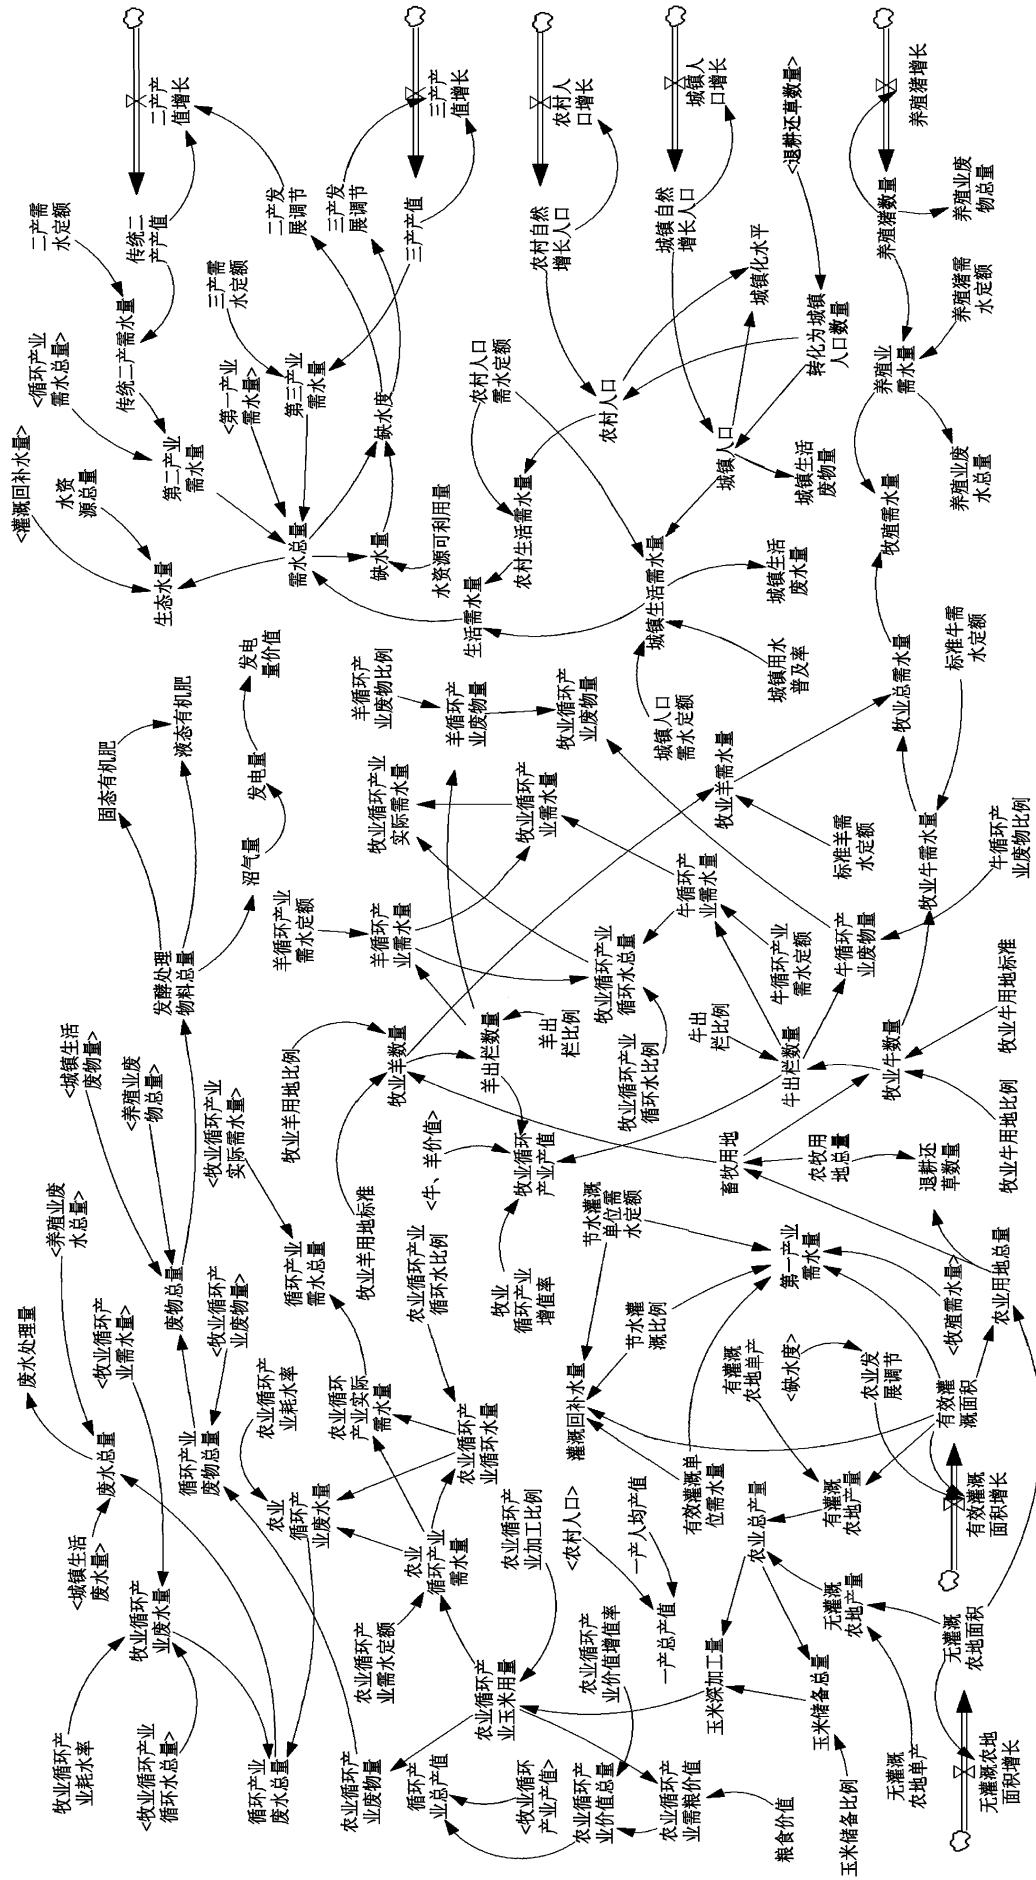 牧业循环产
业耗水率
<牧业循环产业
循环水总量>
循环产业
废水总量
农业循环产
业废物量
循环产
业总产值
<牧业循环
产业产值>
农业循环产
业价值总量
农业循环产
业需粮价值
粮食价值
玉米储备比例
无灌溉
农地单产
无灌溉农地
面积增长
牧业循环产
业废水量
<城镇生活
废水量>
农业循环产
业需水定额
农业循环产
业玉米用量
农业循环产
业价值增值率
一产总产值
玉米深加工量
玉米储备总量
无灌溉
农地面积
无灌溉
农地产量
废水总量
废水处理量
<牧业循环产
业需水量>
<养殖业废
水总量>
循环产业
废物总量
农业
循环产
业废水量
农业
循环产业
需水量
农业循环产
业加工比例
<农村人口>
一产人均产值
农业总产量
有灌溉
农地产量
有效灌溉
面积增长
农业循环产
业耗水率
农业循环
产业实际
需水量
农业循环产
业循环水量
灌溉回补水量
有效灌溉单
位需水量
有灌溉
农地单产
<缺水度>
农业发
展调节
有效灌
溉面积
废物总量
<牧业循环产
业废物量>
循环产业
需水总量
牧业羊用地标准
农业循环产业
循环水比例
牧业
循环产业
增值率
节水灌
溉比例
节水灌溉
单位需
水定额
第一产业
需水量
<牧殖需水量>
农业用地总量
<城镇生活
废物量>
<养殖业废
物总量>
<牧业循环产业
实际需水量>
牧业羊用地比例
<牛、羊价值>
牧业循环
产业产值
畜牧用地
农牧用
地总量
退耕还
草数量
牧业牛用地比例
牧业牛用地标准
牧业羊数量
羊出栏数量
羊出
栏比例
牧业循环产业
循环水比例
牛出
栏比例
牛出栏数量
牧业牛数量
发酵处理
物料总量
羊循环产业
需水定额
羊循环产
业需水量
牧业循环产业
循环水总量
牛循环产
业需水量
牛循环产业
需水定额
牛循环产
业废物量
牛循环产
业废物比例
固态有机肥
液态有机肥
沼气量
发电量
发电
量价值
牧业循环产业
实际需水量
牧业循环产
业需水量
羊循环产
业废物比例
羊循环产
业废物量
牧业循环产
业废物量
城镇人口
需水定额
牧业羊需水量
标准羊需
水定额
牧业牛需水量
牧业总需水量
标准牛需
水定额
城镇用水
普及率
<灌溉回补水量>
水资
源总量
生态水量
需水总量
缺水量
水资源可利用量
生活需水量
农村生活需水量
城镇生活需水量
城镇生活
废水量
城镇生活
废物量
牧殖需水量
养殖业废
水总量
<循环产业
需水总量>
第二产业
需水量
<第一产业
需水量>
第三产业
需水量
缺水度
农村人口
需水定额
农村人口
城镇人口
转化为城镇
人口数量
城镇化水平
养殖业
需水量
养殖猪需
水定额
二产需
水定额
传统二产需水量
传统二
产产值
三产需
水定额
二产发
展调节
三产发
展调节
三产产值
农村自然
增长人口
城镇自然
增长人口
养殖猪数量
养殖业废
物总量
二产产
值增长
三产产
值增长
农村人
口增长
城镇人
口增长
<退耕还草数量>
养殖猪增长